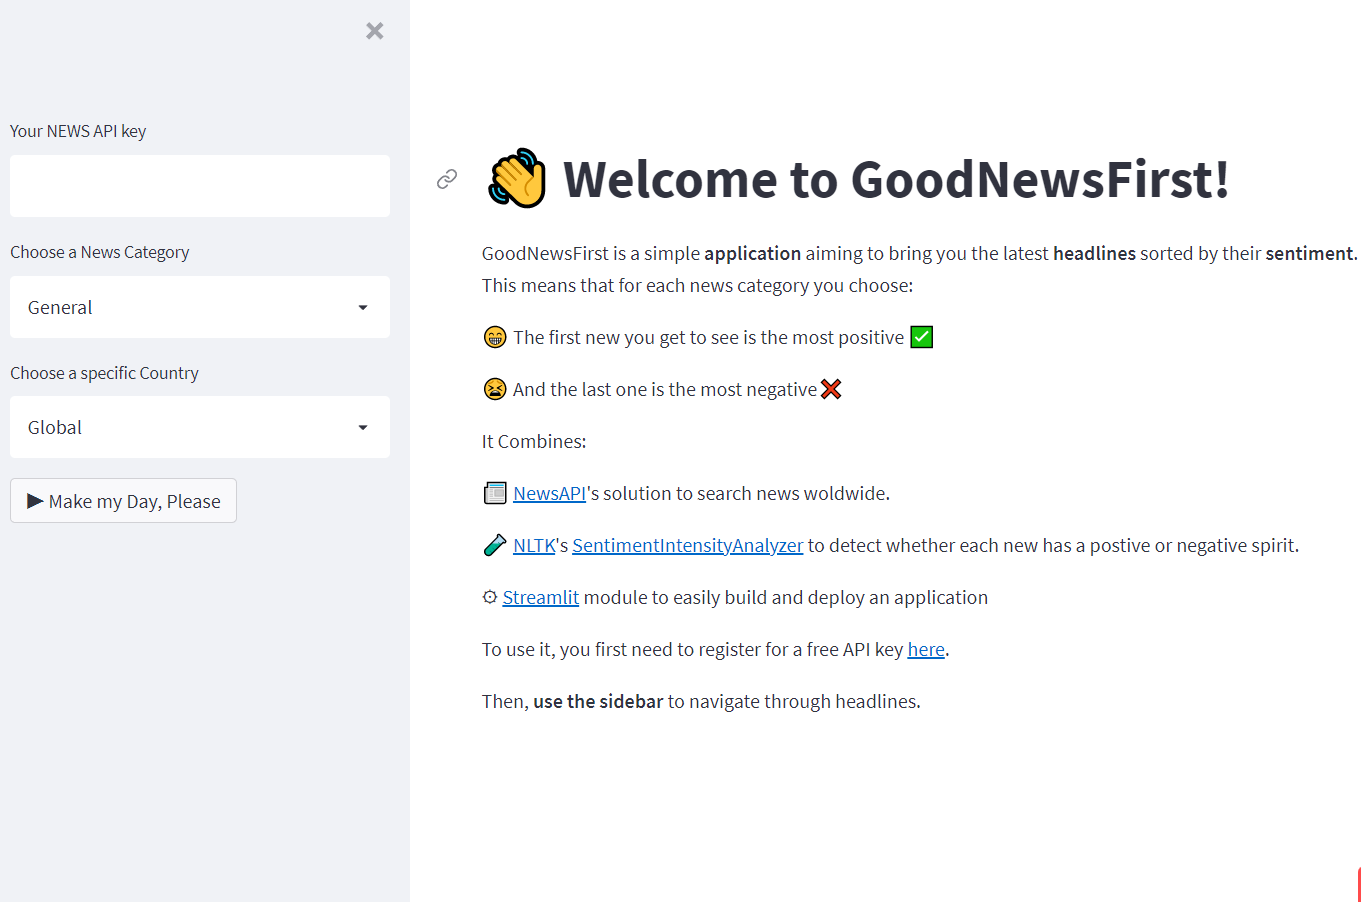 Your NEWS API key
Choose a News Category
General
Choose a specific Country
Global
Make my Day, Please
Welcome to GoodNewsFirst!
GoodNewsFirst is a simple application aiming to bring you the latest headlines sorted by their sentiment.
This means that for each news category you choose:
The first new you get to see is the most positive
And the last one is the most negative
It Combines:
NewsAPI's solution to search news woldwide.
NLTK's SentimentIntensityAnalyzer to detect whether each new has a postive or negative spirit.
Streamlit module to easily build and deploy an application
To use it, you first need to register for a free API key here.
Then, use the sidebar to navigate through headlines.